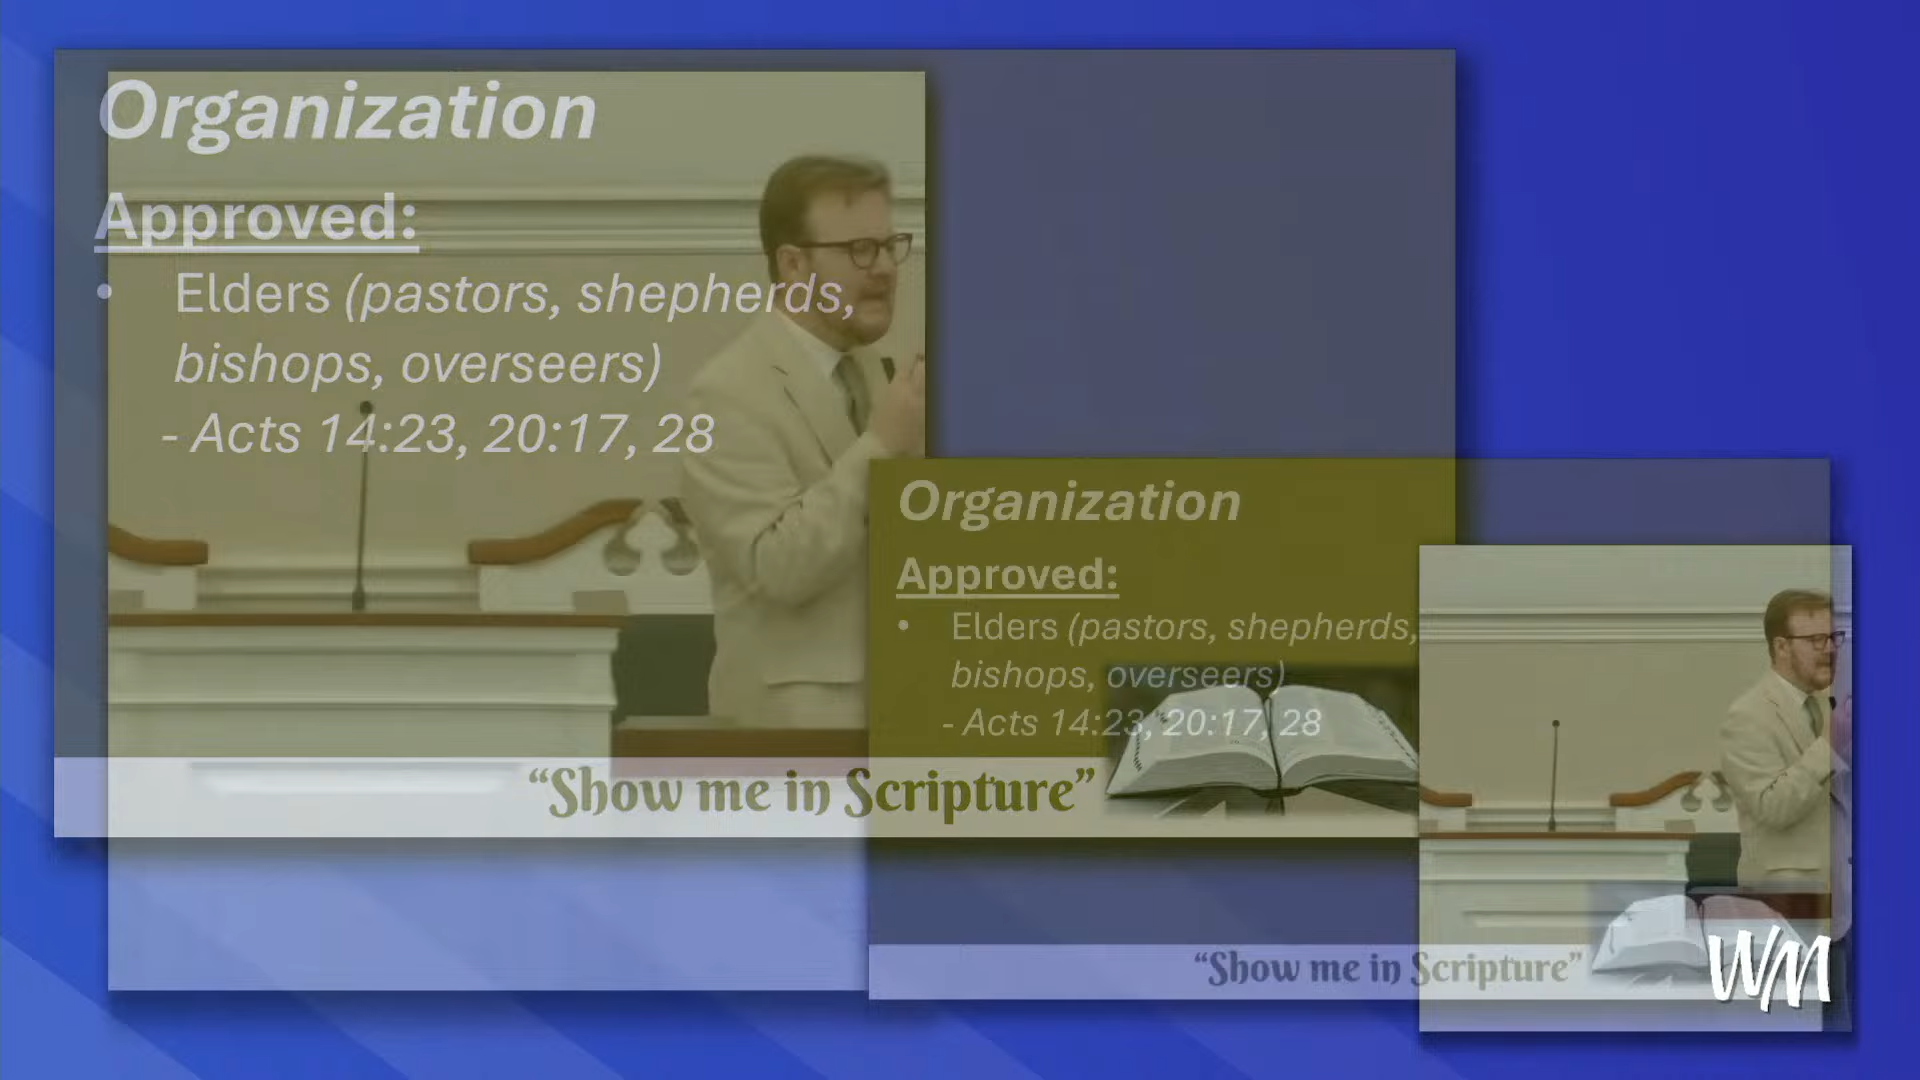 Organization
Approved:
• Elders (pastors, shepherds,
bishops, overseers)
- Acts 14:23, 20:17, 28
"Show me in Scripture"
Organization
Approved:
• Elders (pastors, shepherds,
bishops, overseers)
- Acts 14:23, 20:17, 28
"Show me in Scripture"
WM